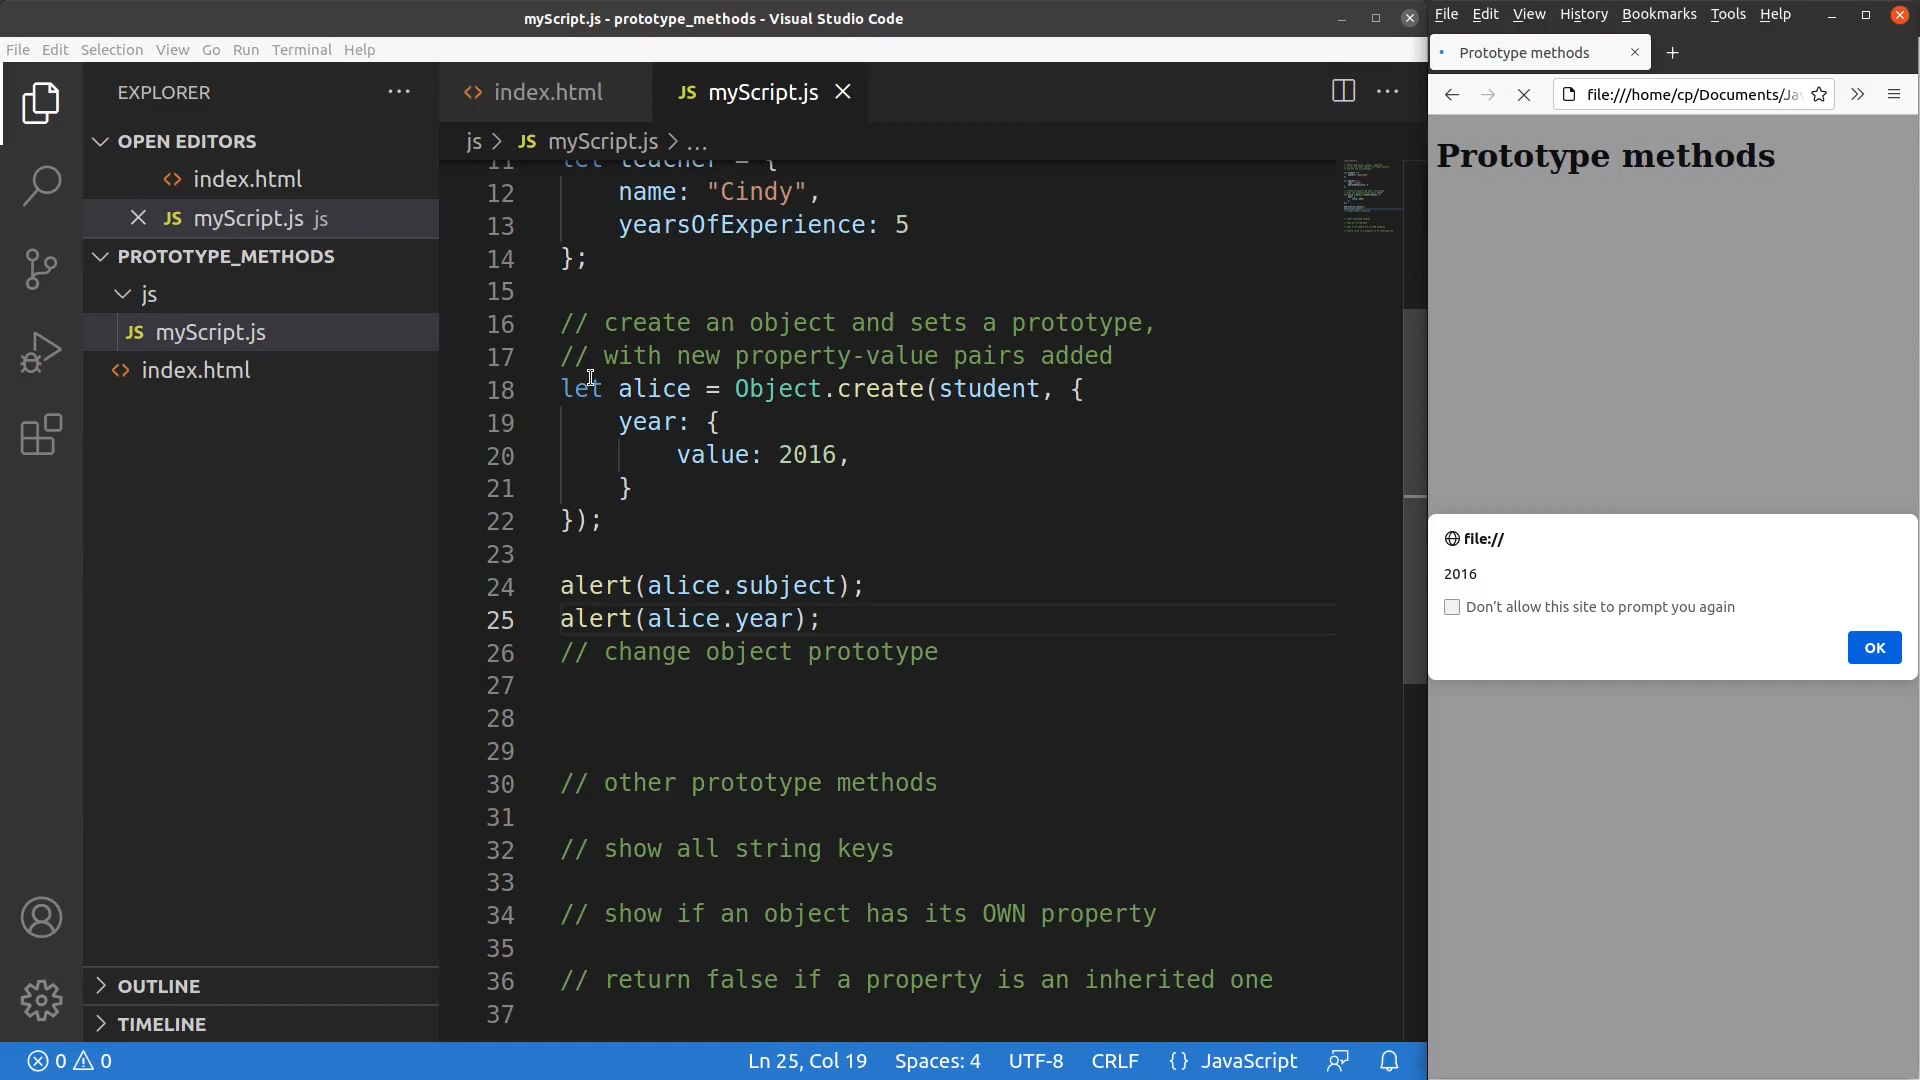 myScript.js - prototype_methods - Visual Studio Code
File Edit Selection View Go Run Terminal Help
EXPLORER
OPEN EDITORS
index.html
JS myScript.js js
PROTOTYPE_METHODS
js
JS myScript.js
index.html
OUTLINE
TIMELINE
index.html
JS myScript.js
js > JS myScript.js > ...
11 let teacher = {
12 name: "Cindy",
13 yearsOfExperience: 5
14 };
15
16 // create an object and sets a prototype,
17 // with new property-value pairs added
18 let alice = Object.create(student, {
19 year: {
20 value: 2016,
21 }
22 });
23
24 alert(alice.subject);
25 alert(alice.year);
26 // change object prototype
27
28
29
30 // other prototype methods
31
32 // show all string keys
33
34 // show if an object has its OWN property
35
36 // return false if a property is an inherited one
37
0 0
Ln 25, Col 19 Spaces: 4 UTF-8 CRLF {} JavaScript
File Edit View History Bookmarks Tools Help
Prototype methods
file:///home/cp/Documents/Jav
Prototype methods
file://
2016
Don't allow this site to prompt you again
OK